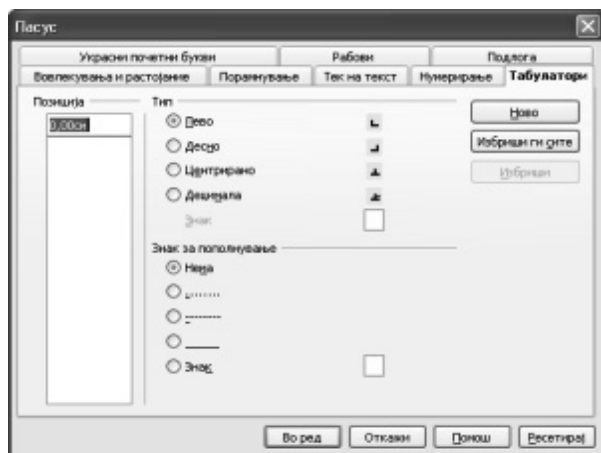 Пасус
Украсни почетни букви Рабови Подлога
Вовлекување и растојание Порамнување Тек на текст Нумерирање Табулатори
Позиција Тип Ново
0,00см Лево
Десно Избриши ги сите
Центрирано Избриши
Децимала
Знак
Знак за пополнување
Нема
Знак
Во ред Откажи Помош Ресетирај